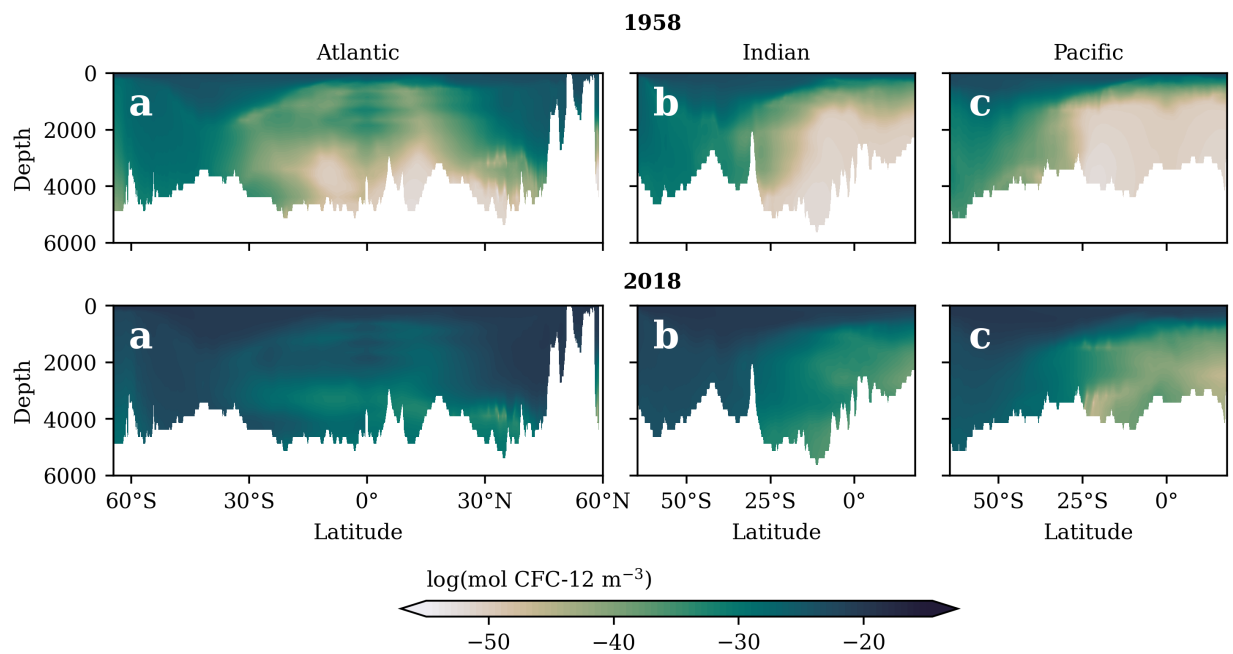 1958
Atlantic Indian Pacific
a b c
0
2000
4000
6000
Depth
2018
a b c
0
2000
4000
6000
Depth
60°S 30°S 0° 30°N 60°N 50°S 25°S 0° 50°S 25°S 0°
Latitude Latitude Latitude
log(mol CFC-12 m⁻³)
−50 −40 −30 −20